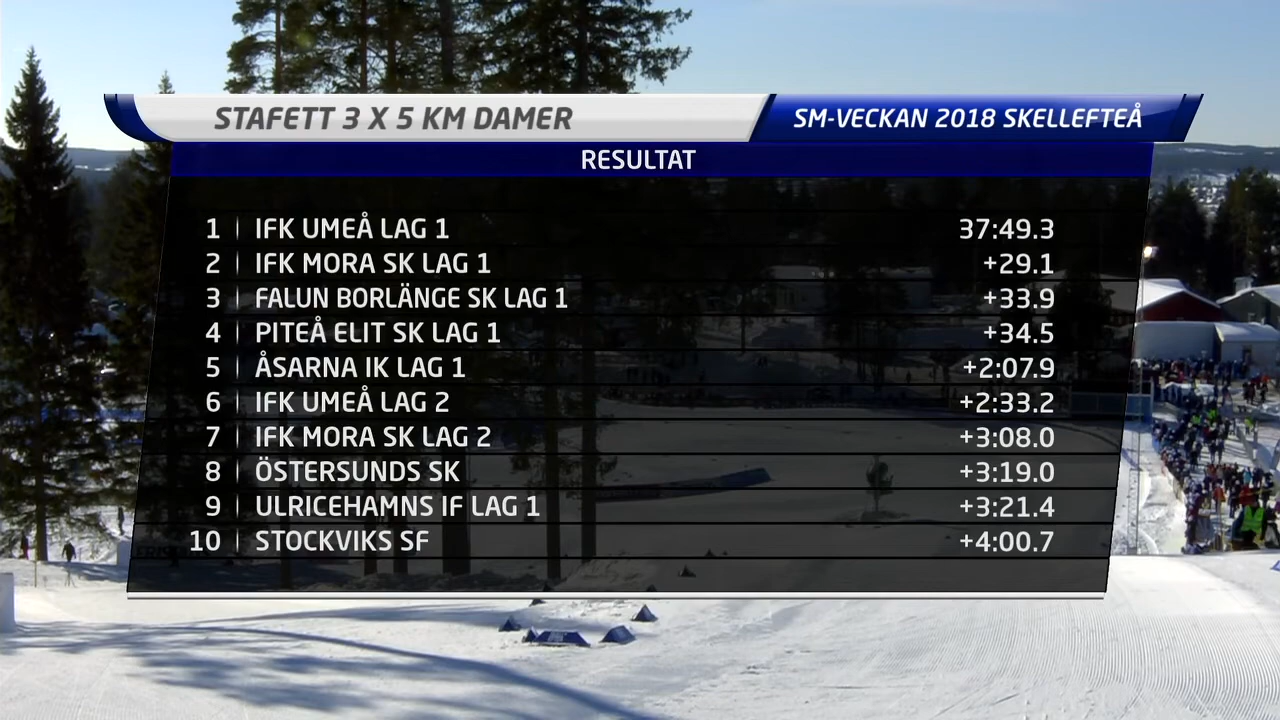 STAFETT 3 X 5 KM DAMER
SM-VECKAN 2018 SKELLEFTEÅ
RESULTAT
1 IFK UMEÅ LAG 1 37:49.3
2 IFK MORA SK LAG 1 +29.1
3 FALUN BORLÄNGE SK LAG 1 +33.9
4 PITEÅ ELIT SK LAG 1 +34.5
5 ÅSARNA IK LAG 1 +2:07.9
6 IFK UMEÅ LAG 2 +2:33.2
7 IFK MORA SK LAG 2 +3:08.0
8 ÖSTERSUNDS SK +3:19.0
9 ULRICEHAMNS IF LAG 1 +3:21.4
10 STOCKVIKS SF +4:00.7